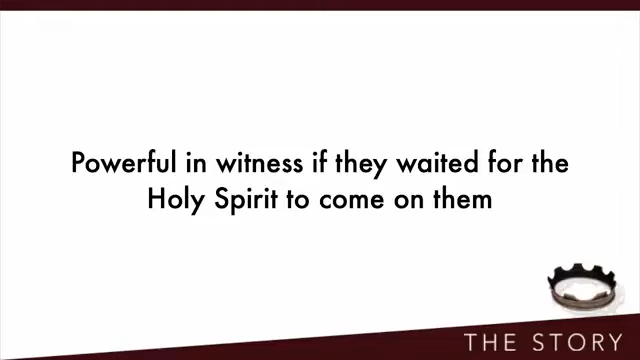 Powerful in witness if they waited for the
Holy Spirit to come on them
THE STORY